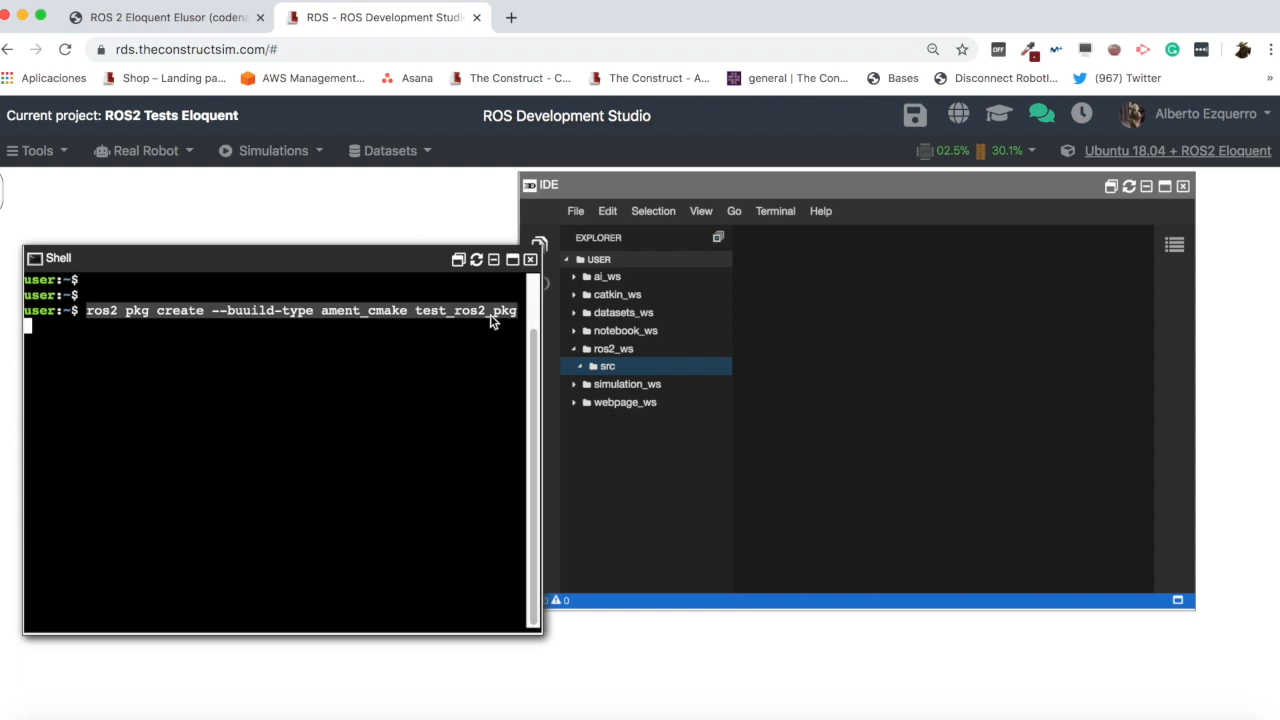 ROS 2 Eloquent Elusor (codena
RDS - ROS Development Studi
rds.theconstructsim.com/#
OFF
Aplicaciones
Shop – Landing pa...
AWS Management...
Asana
The Construct - C...
The Construct - A...
general | The Con...
Bases
Disconnect Robotl...
(967) Twitter
»
Current project: ROS2 Tests Eloquent
ROS Development Studio
Alberto Ezquerro
Tools
Real Robot
Simulations
Datasets
02.5%
30.1%
Ubuntu 18.04 + ROS2 Eloquent
IDE
File Edit Selection View Go Terminal Help
EXPLORER
USER
ai_ws
catkin_ws
datasets_ws
notebook_ws
ros2_ws
src
simulation_ws
webpage_ws
0
Shell
user:~$
user:~$
user:~$ ros2 pkg create --buuild-type ament_cmake test_ros2_pkg